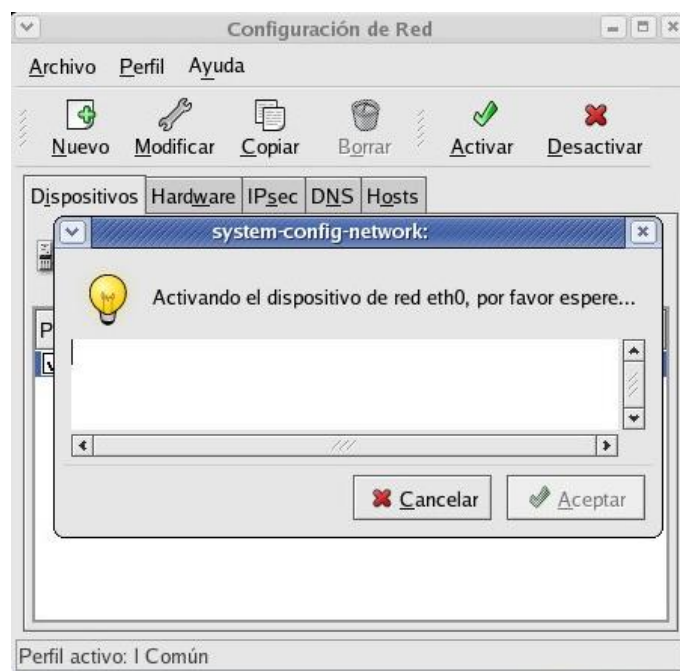 Configuración de Red
Archivo Perfil Ayuda
Nuevo Modificar Copiar Borrar Activar Desactivar
Dispositivos Hardware IPsec DNS Hosts
system-config-network:
Activando el dispositivo de red eth0, por favor espere...
P
Cancelar Aceptar
Perfil activo: | Común